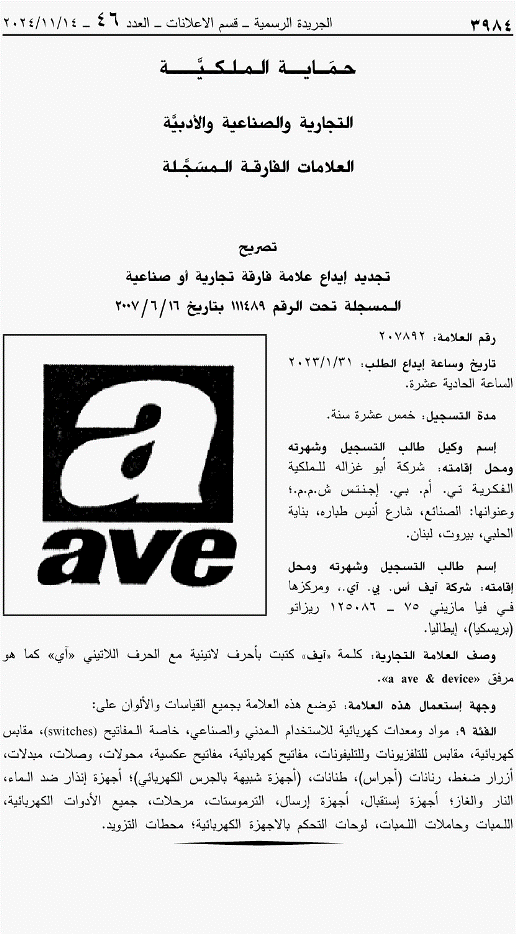 ٣٩٨٤
الجريدة الرسمية – قسم الاعلانات – العدد ٤٦ – ٢٠٢٤/١١/١٤
حـمَـايـة الـمـلـكـيَّـة
التجارية والصناعية والأدبيَّة
العلامات الفارقـة الـمسَجَّـلة
تصريح
تجديد إيداع علامة فارقة تجارية أو صناعية
الـمسجلة تحت الرقم ١١١٤٨٩ بتاريخ ٢٠٠٧/٦/١٦
رقم العلامة: ٢٠٧٨٩٢
تاريخ وساعة إيداع الطلب: ٢٠٢٣/١/٣١
الساعة الحادية عشرة.
مدة التسجيل: خمس عشرة سنة.
إسم وكيل طالب التسجيل وشهرته
ومحل إقامته: شركة أبو غزاله للملكية
الفكرية تي. أم. بي. إجنتس ش.م.م.؛
وعنوانها: الصنائع، شارع أنيس طباره، بناية
الحلبي، بيروت، لبنان.
إسم طالب التسجيل وشهرته ومحل
إقامته: شركة آيف أس. بي. آي.، ومركزها
في فيا مازيني ٧٥ – ١٢٥٠٨٦ ريزاتو
(بريسكيا)، إيطاليا.
a
ave
وصف العلامة التجارية: كلمة «آيف» كتبت بأحرف لاتينية مع الحرف اللاتيني «آي» كما هو
مرفق «a ave & device».
وجهة إستعمال هذه العلامة: توضع هذه العلامة بجميع القياسات والألوان على:
الفئة ٩: مواد ومعدات كهربائية للاستخدام المدني والصناعي، خاصة المفاتيح (switches)، مقابس
كهربائية، مقابس للتلفزيونات وللتليفونات، مفاتيح كهربائية، مفاتيح عكسية، محولات، وصلات، مبدلات،
أزرار ضغط، رنانات (أجراس)، طنانات، (أجهزة شبيهة بالجرس الكهربائي)؛ أجهزة إنذار ضد الماء،
النار والغاز؛ أجهزة إستقبال، أجهزة إرسال، الترموستات، مرحلات، جميع الأدوات الكهربائية،
اللمبات وحاملات اللمبات، لوحات التحكم بالاجهزة الكهربائية؛ محطات التزويد.